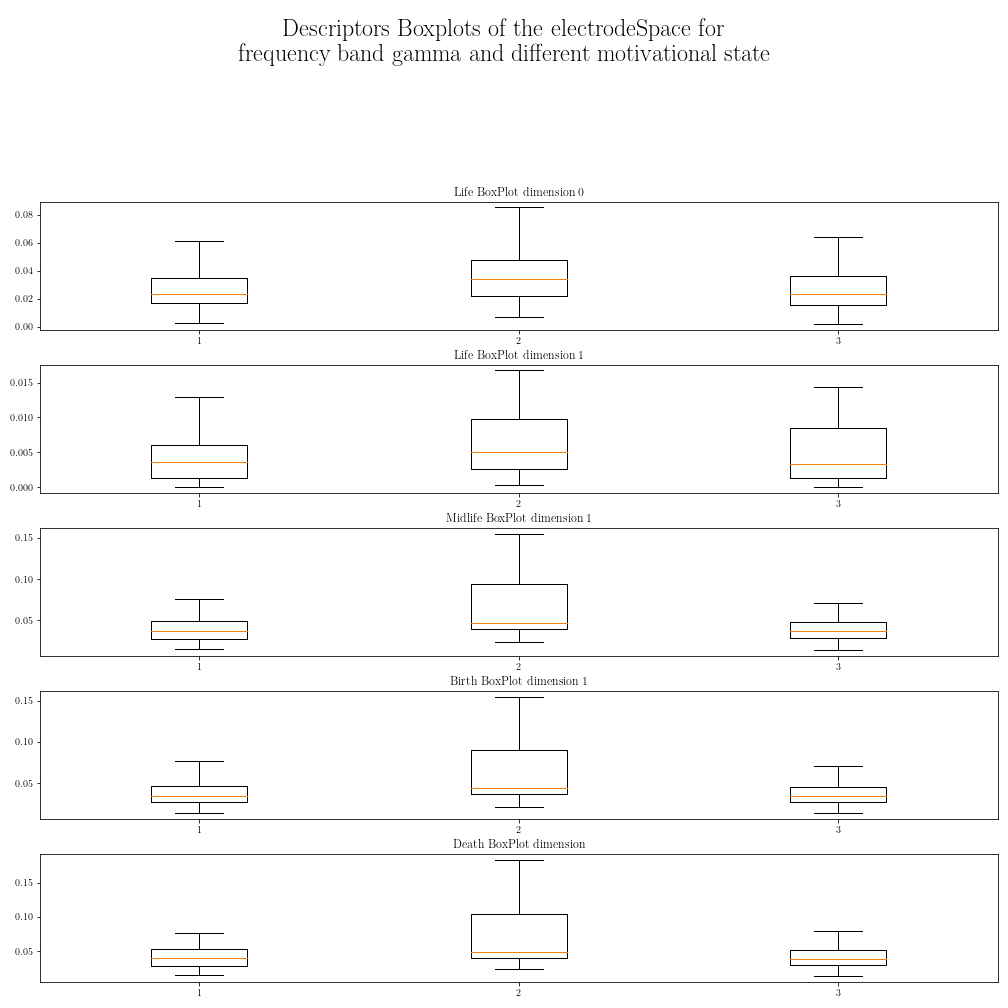 Descriptors Boxplots of the electrodeSpace for
frequency band gamma and different motivational state
Life BoxPlot dimension 0
0.08
0.06
0.04
0.02
0.00
1 2 3
Life BoxPlot dimension 1
0.015
0.010
0.005
0.000
1 2 3
Midlife BoxPlot dimension 1
0.15
0.10
0.05
1 2 3
Birth BoxPlot dimension 1
0.15
0.10
0.05
1 2 3
Death BoxPlot dimension
0.15
0.10
0.05
1 2 3